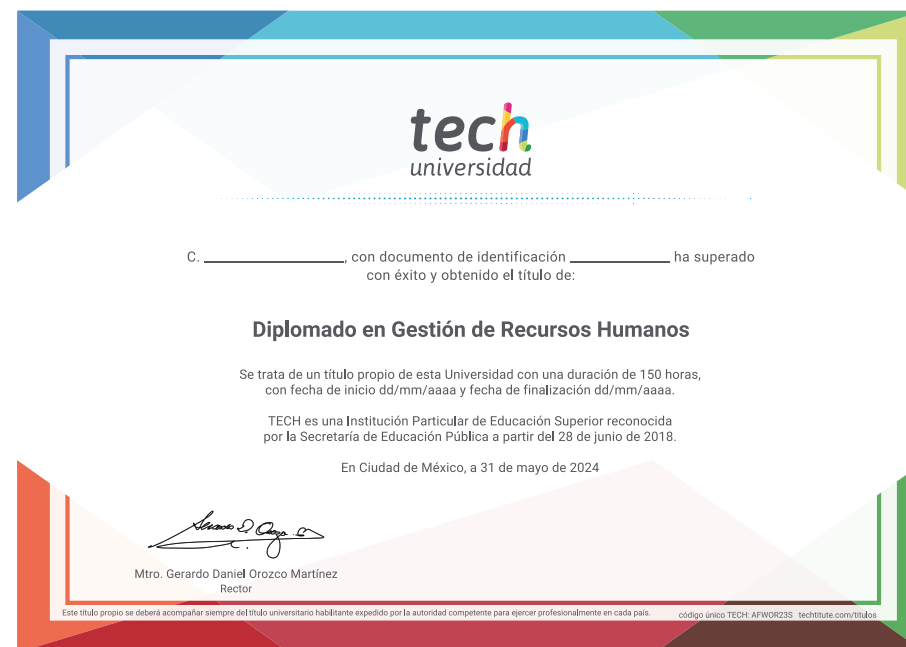 tech
universidad
C. ____________, con documento de identificación ____________ ha superado
con éxito y obtenido el título de:
Diplomado en Gestión de Recursos Humanos
Se trata de un título propio de esta Universidad con una duración de 150 horas,
con fecha de inicio dd/mm/aaaa y fecha de finalización dd/mm/aaaa.
TECH es una Institución Particular de Educación Superior reconocida
por la Secretaría de Educación Pública a partir del 28 de junio de 2018.
En Ciudad de México, a 31 de mayo de 2024
Mtro. Gerardo Daniel Orozco Martínez
Rector
Este título propio se deberá acompañar siempre del título universitario habilitante expedido por la autoridad competente para ejercer profesionalmente en cada país.
código único TECH: AFWOR23S techtitute.com/titulos